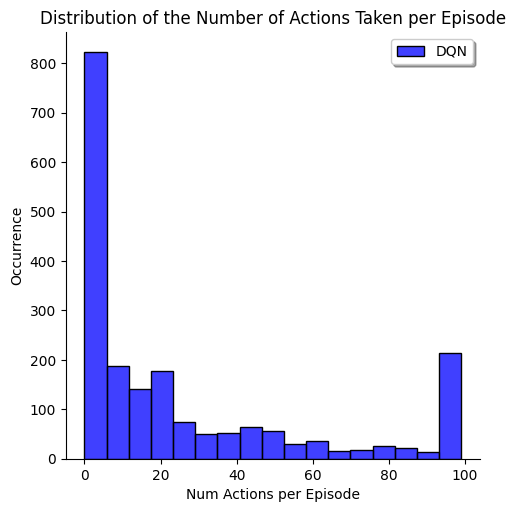 Distribution of the Number of Actions Taken per Episode
DQN
800
700
600
500
400
300
200
100
0
Occurrence
0 20 40 60 80 100
Num Actions per Episode